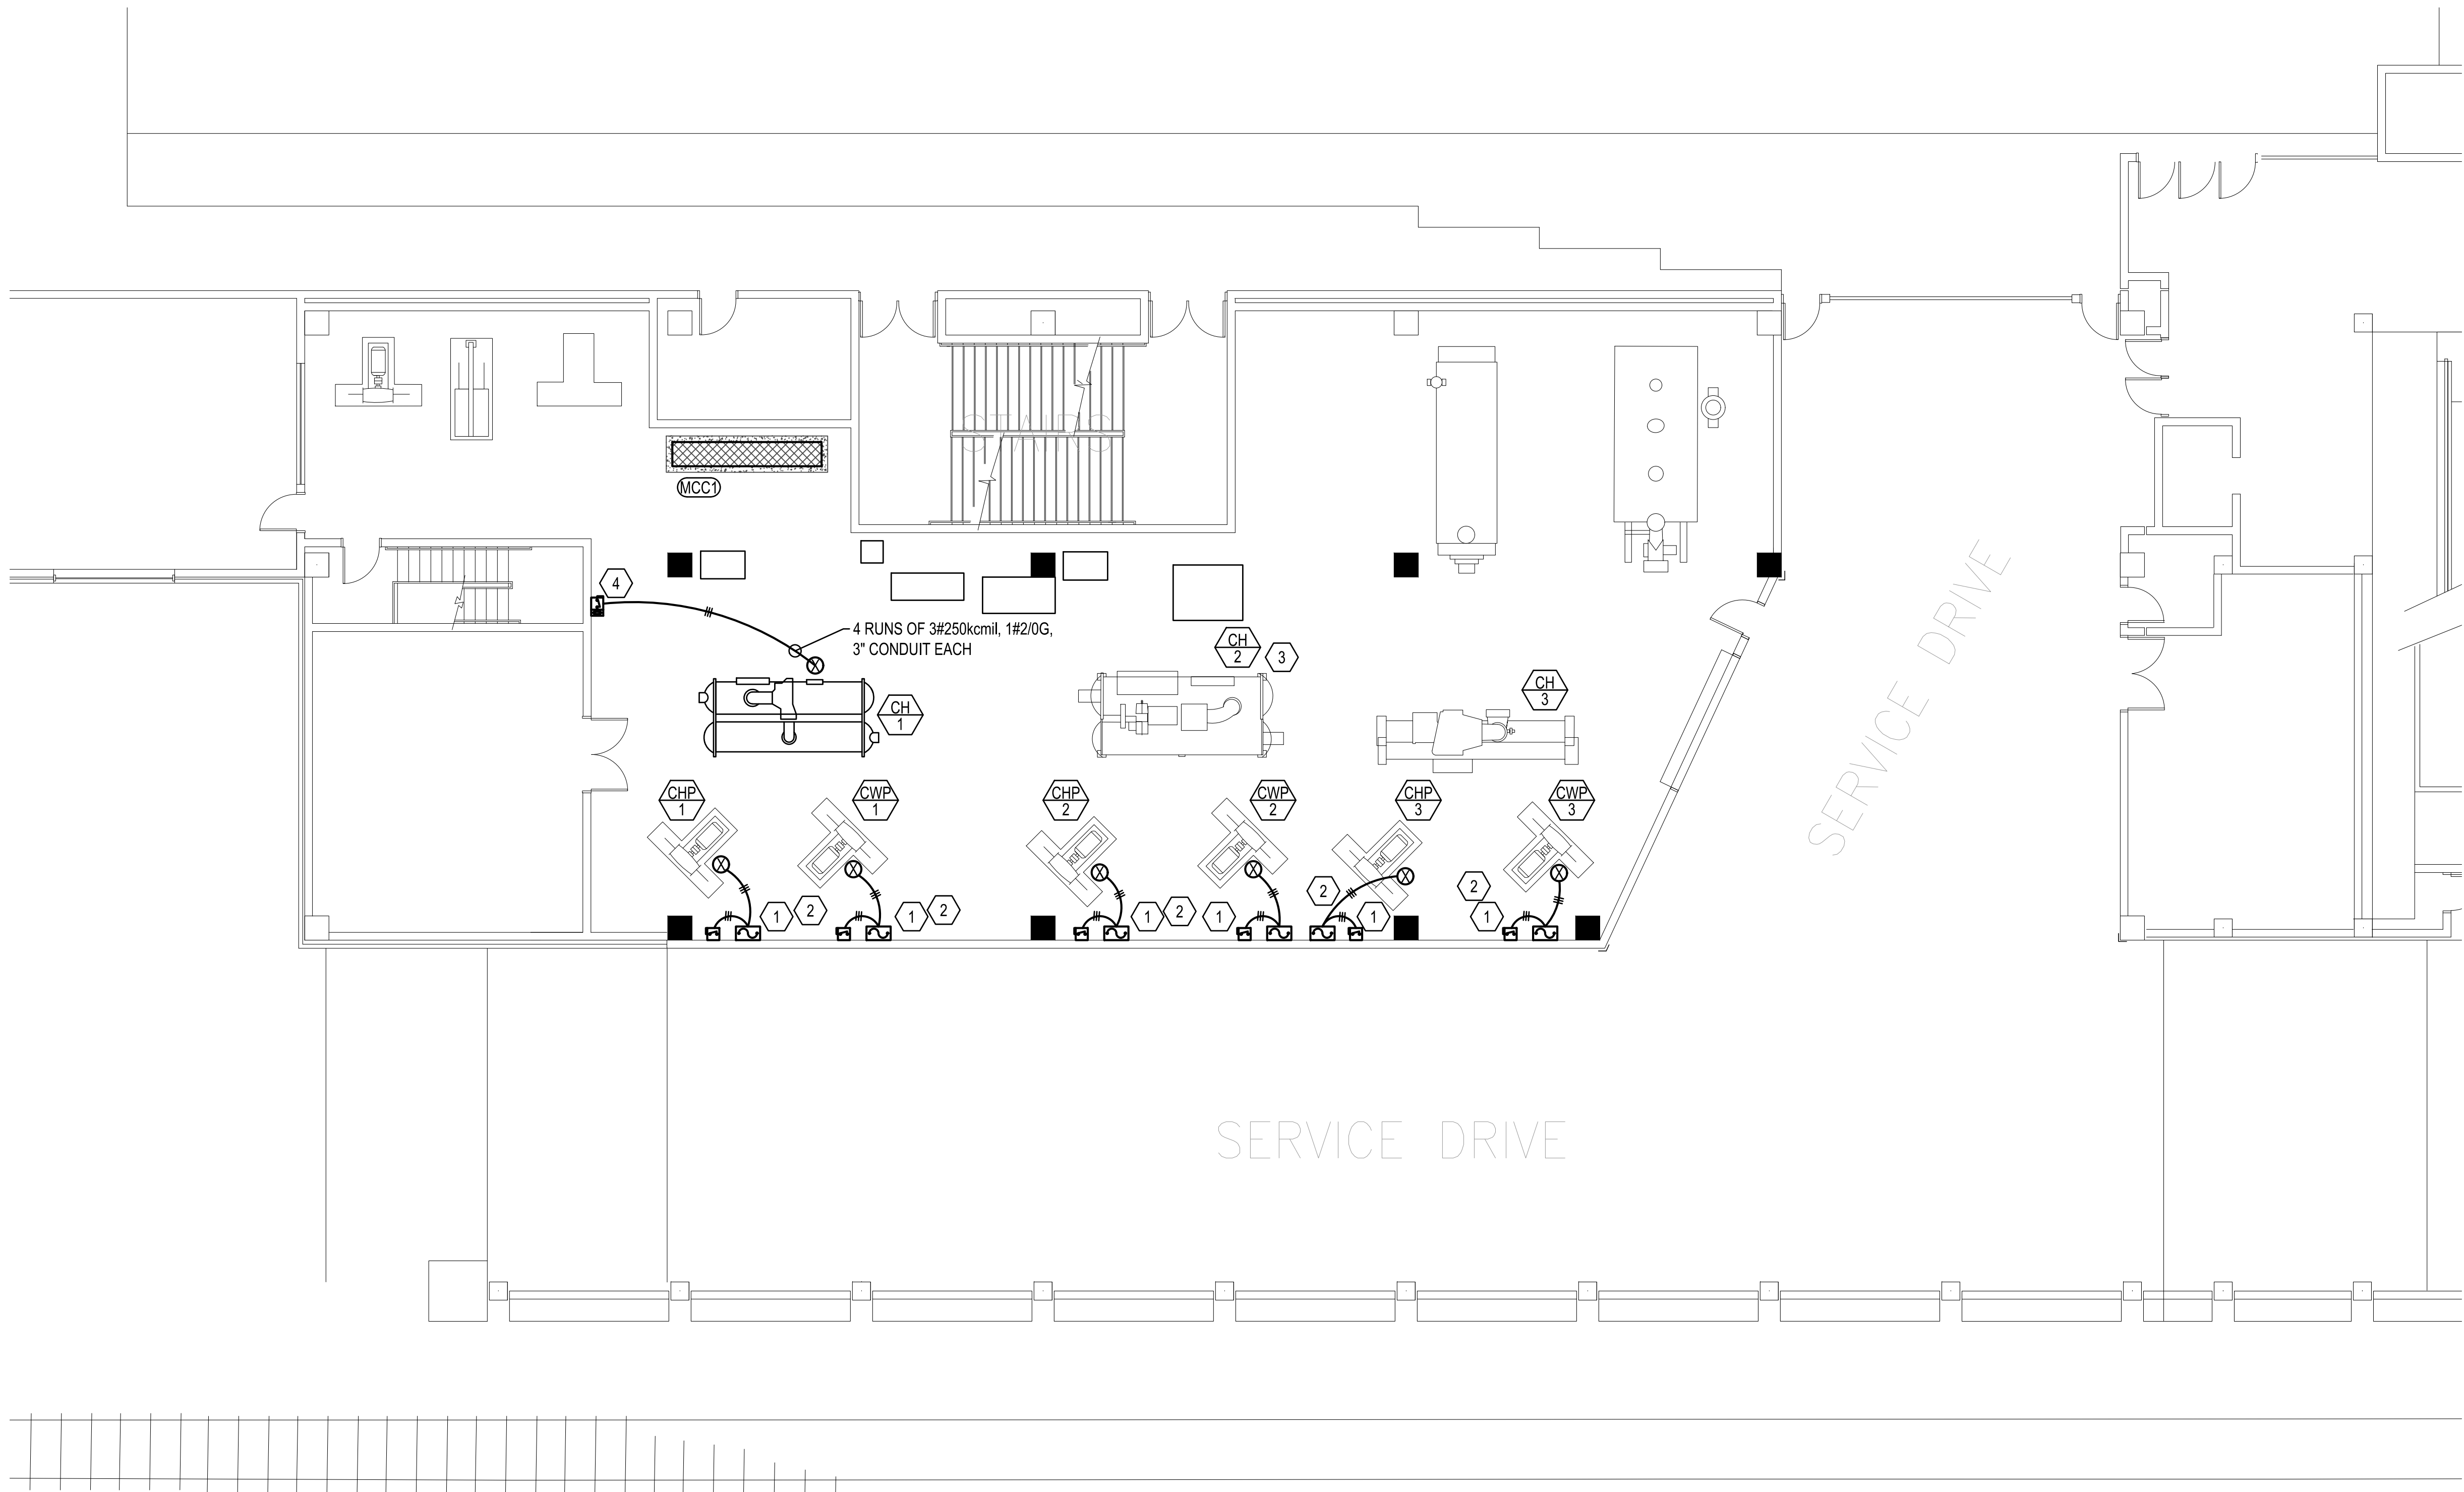 STAIRS
MCC1
4
4 RUNS OF 3#250kcmil, 1#2/0G,
3" CONDUIT EACH
CH
2
3
CH
1
CH
3
SERVICE DRIVE
CHP
1
CWP
1
CHP
2
CWP
2
CHP
3
CWP
3
1
2
1
2
1
2
1
2
1
2
1
SERVICE DRIVE